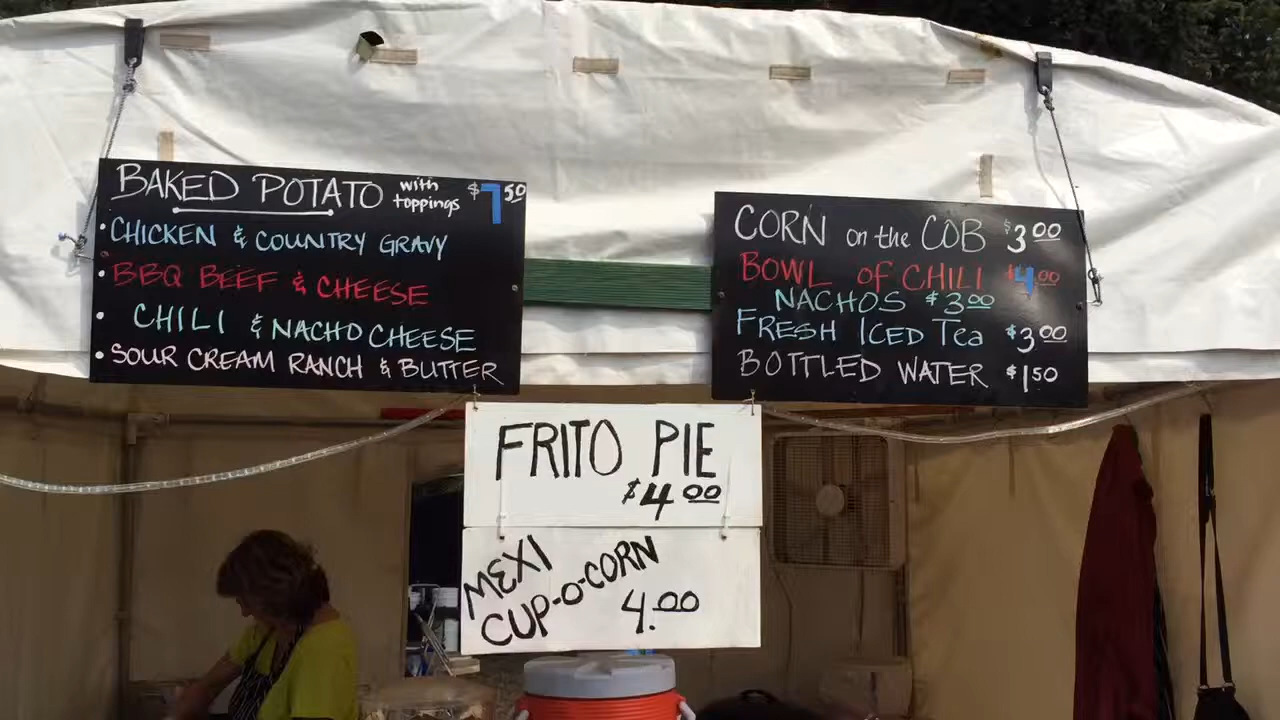 BAKED POTATO with toppings $7.50
• CHICKEN & COUNTRY GRAVY
• BBQ BEEF & CHEESE
• CHILI & NACHO CHEESE
• SOUR CREAM RANCH & BUTTER
CORN on the COB $3.00
BOWL of CHILI $4.00
NACHOS $3.00
FRESH ICED Tea $3.00
BOTTLED WATER $1.50
FRITO PIE
$4.00
MEXI
CUP-O-CORN
4.00